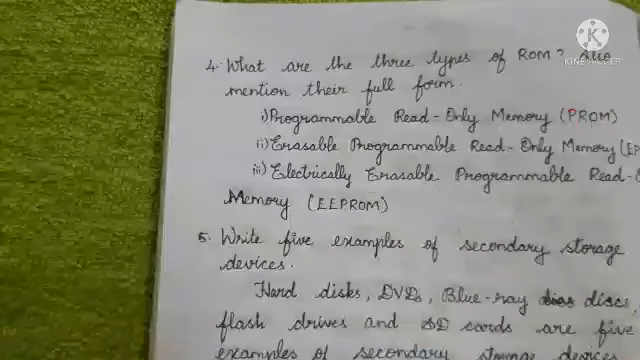 KINEMASTER
4. What are the three types of ROM? Also
mention their full form.
i) Programmable Read-Only Memory (PROM)
ii) Erasable Programmable Read-Only Memory (EP
iii) Electrically Erasable Programmable Read-
Memory (EEPROM)
5. Write five examples of secondary storage
devices.
Hard disks, DVDs, Blue-ray discs,
flash drives and SD cards are five
examples of secondary storage devices